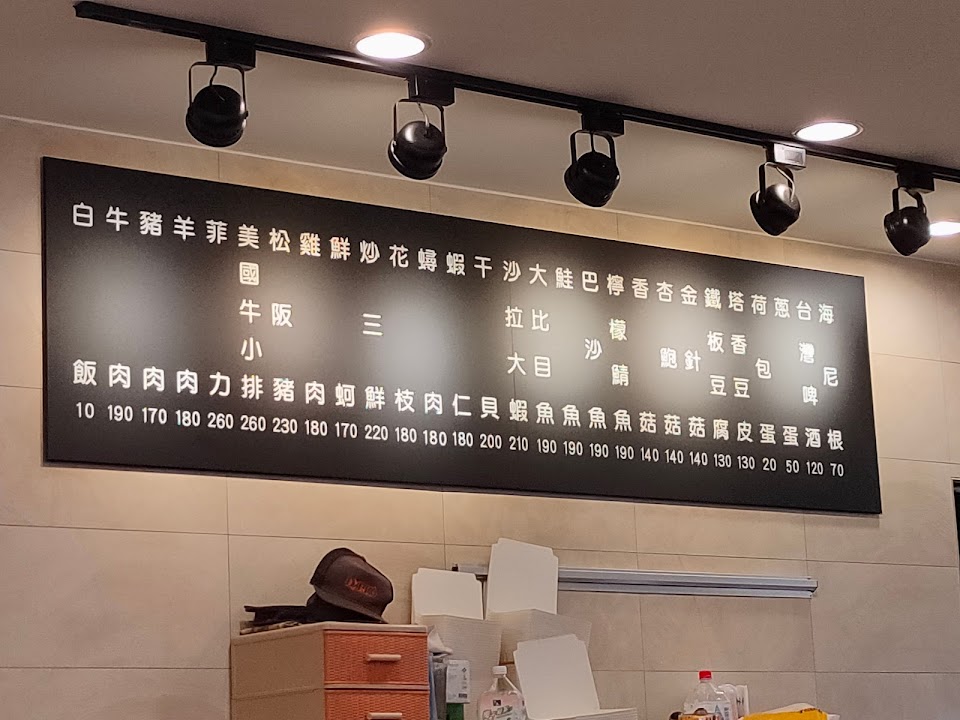 白飯 10
牛肉 190
豬肉 170
羊肉 180
菲力 260
美國牛小排 260
松阪豬 230
雞肉 180
鮮蚵 170
炒三鮮 220
花枝 180
蟳肉 180
蝦仁 180
干貝 200
沙拉大蝦 210
大比目魚 190
鮭魚 190
巴沙魚 190
檸檬鯖魚 190
香菇 140
杏鮑菇 140
金針菇 140
鐵板豆腐 130
塔香豆皮 130
荷包蛋 20
蔥蛋 50
台灣啤酒 120
海尼根 70